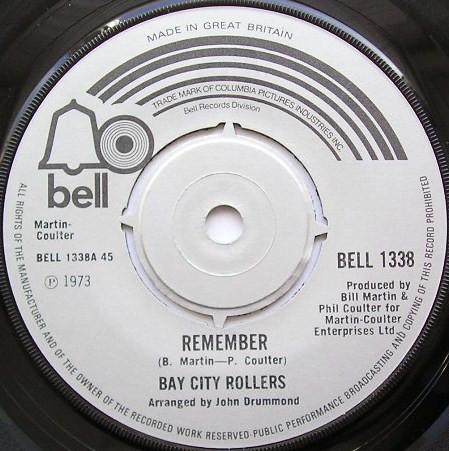 MADE IN GREAT BRITAIN
TRADE MARK OF COLUMBIA PICTURES INDUSTRIES INC.
Bell Records Division
bell
Martin-
Coulter
BELL 1338A 45
Ⓟ 1973
BELL 1338
Produced by
Bill Martin &
Phil Coulter for
Martin-Coulter
Enterprises Ltd.
REMEMBER
(B. Martin—P. Coulter)
BAY CITY ROLLERS
Arranged by John Drummond
ALL RIGHTS OF THE MANUFACTURER AND OF THE OWNER OF THE RECORDED WORK RESERVED·PUBLIC PERFORMANCE BROADCASTING AND COPYING OF THIS RECORD PROHIBITED